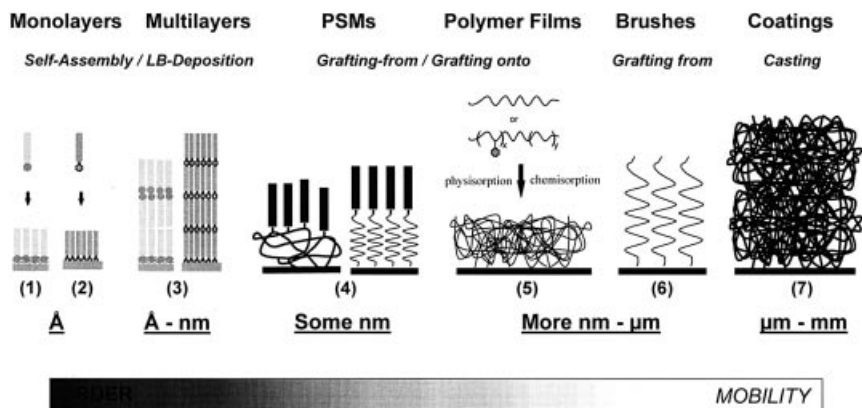 Monolayers Multilayers PSMs Polymer Films Brushes Coatings
Self-Assembly / LB-Deposition Grafting-from / Grafting onto Grafting from Casting
or
x y
physisorption chemisorption
(1) (2) (3) (4) (5) (6) (7)
Å Å - nm Some nm More nm - µm µm - mm
ORDER MOBILITY